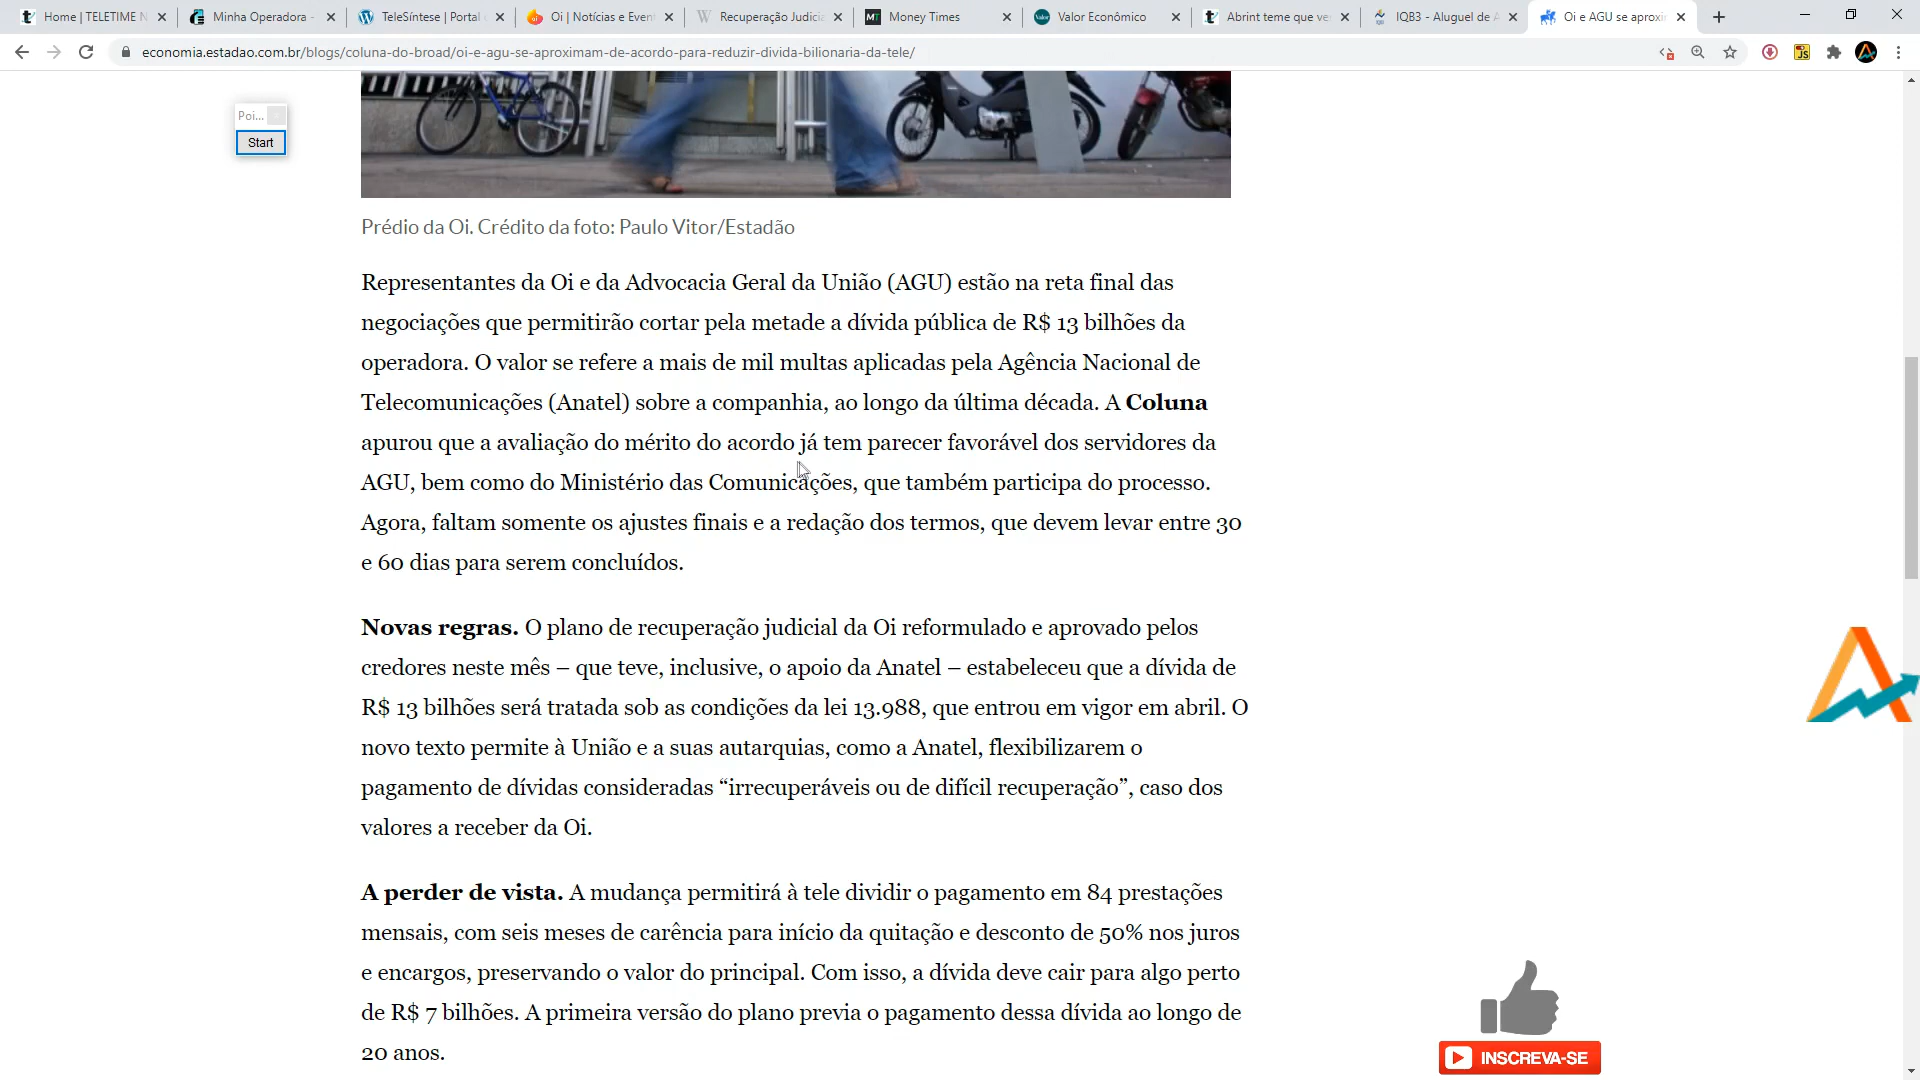 Home | TELETIME N
Minha Operadora -
TeleSíntese | Portal
Oi | Notícias e Even
Recuperação Judicia
Money Times
Valor Econômico
Abrint teme que ve
IQB3 - Aluguel de A
Oi e AGU se aproxi
economia.estadao.com.br/blogs/coluna-do-broad/oi-e-agu-se-aproximam-de-acordo-para-reduzir-divida-bilionaria-da-tele/
Poi...
Start
Prédio da Oi. Crédito da foto: Paulo Vitor/Estadão
Representantes da Oi e da Advocacia Geral da União (AGU) estão na reta final das
negociações que permitirão cortar pela metade a dívida pública de R$ 13 bilhões da
operadora. O valor se refere a mais de mil multas aplicadas pela Agência Nacional de
Telecomunicações (Anatel) sobre a companhia, ao longo da última década. A Coluna
apurou que a avaliação do mérito do acordo já tem parecer favorável dos servidores da
AGU, bem como do Ministério das Comunicações, que também participa do processo.
Agora, faltam somente os ajustes finais e a redação dos termos, que devem levar entre 30
e 60 dias para serem concluídos.
Novas regras. O plano de recuperação judicial da Oi reformulado e aprovado pelos
credores neste mês – que teve, inclusive, o apoio da Anatel – estabeleceu que a dívida de
R$ 13 bilhões será tratada sob as condições da lei 13.988, que entrou em vigor em abril. O
novo texto permite à União e a suas autarquias, como a Anatel, flexibilizarem o
pagamento de dívidas consideradas “irrecuperáveis ou de difícil recuperação”, caso dos
valores a receber da Oi.
A perder de vista. A mudança permitirá à tele dividir o pagamento em 84 prestações
mensais, com seis meses de carência para início da quitação e desconto de 50% nos juros
e encargos, preservando o valor do principal. Com isso, a dívida deve cair para algo perto
de R$ 7 bilhões. A primeira versão do plano previa o pagamento dessa dívida ao longo de
20 anos.
INSCREVA-SE